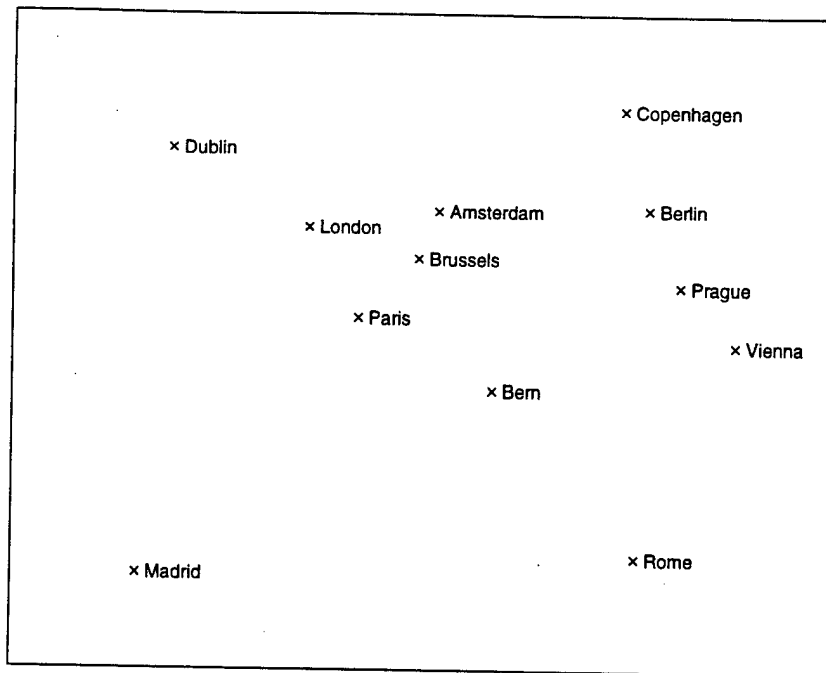 × Copenhagen
× Dublin
× Amsterdam
× Berlin
× London
× Brussels
× Prague
× Paris
× Vienna
× Bern
× Rome
× Madrid